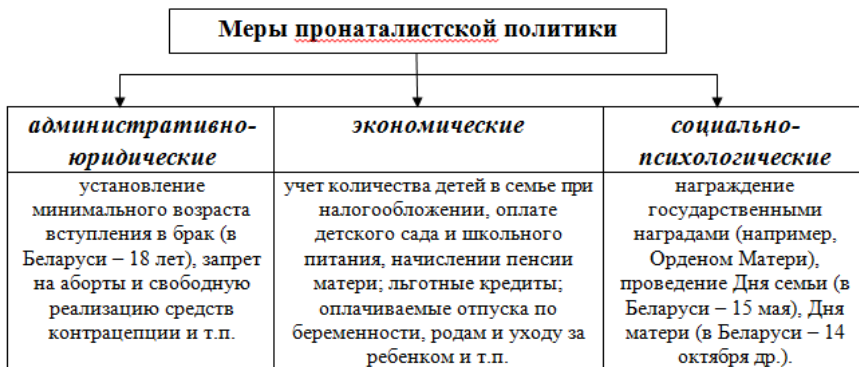 Меры пронаталистской политики
административно-
юридические
установление
минимального возраста
вступления в брак (в
Беларуси – 18 лет), запрет
на аборты и свободную
реализацию средств
контрацепции и т.п.
экономические
учет количества детей в семье при
налогообложении, оплате
детского сада и школьного
питания, начислении пенсии
матери; льготные кредиты;
оплачиваемые отпуска по
беременности, родам и уходу за
ребенком и т.п.
социально-
психологические
награждение
государственными
наградами (например,
Орденом Матери),
проведение Дня семьи (в
Беларуси – 15 мая), Дня
матери (в Беларуси – 14
октября др.).